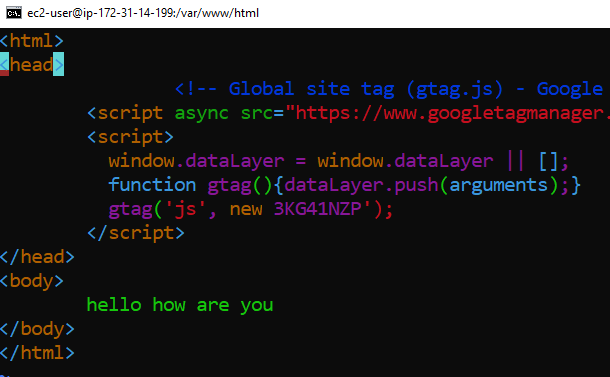 ec2-user@ip-172-31-14-199:/var/www/html
<html>
<head>
<!-- Global site tag (gtag.js) - Google
<script async src="https://www.googletagmanager.
<script>
window.dataLayer = window.dataLayer || [];
function gtag(){dataLayer.push(arguments);}
gtag('js', new 3KG41NZP');
</script>
</head>
<body>
hello how are you
</body>
</html>